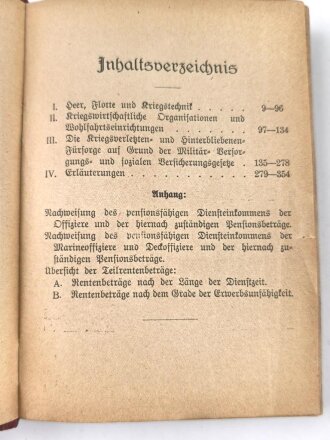 Inhaltsverzeichnis
I. Heer, Flotte und Kriegstechnik . . . . . . 9—96
II. Kriegswirtschaftliche Organisationen und
Wohlfahrtseinrichtungen . . . . . . . . 97—134
III. Die Kriegsverletzten- und Hinterbliebenen-
Fürsorge auf Grund der Militär- Versor-
gungs- und sozialen Versicherungsgesetze . 135—278
IV. Erläuterungen . . . . . . . . . . . . 279—354
Anhang:
Nachweisung des pensionsfähigen Diensteinkommens der
Offiziere und der hiernach zuständigen Pensionsbeträge.
Nachweisung des pensionsfähigen Diensteinkommens der
Marineoffiziere und Deckoffiziere und der hiernach zu-
ständigen Pensionsbeträge.
Übersicht der Teilrentenbeträge:
A. Rentenbeträge nach der Länge der Dienstzeit.
B. Rentenbeträge nach dem Grade der Erwerbsunfähigkeit.